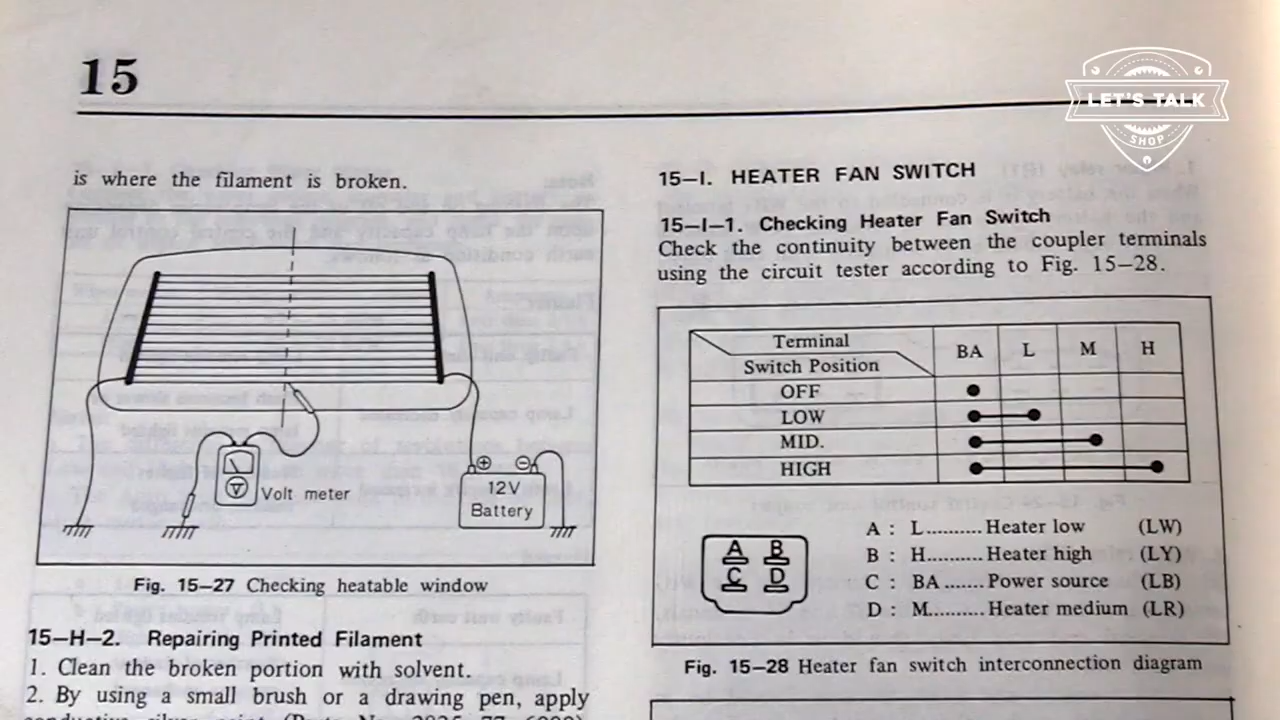 15
LET'S TALK
SHOP
is where the filament is broken.
Volt meter
12V
Battery
Fig. 15-27 Checking heatable window
15-H-2. Repairing Printed Filament
1. Clean the broken portion with solvent.
2. By using a small brush or a drawing pen, apply
15-I. HEATER FAN SWITCH
15-I-1. Checking Heater Fan Switch
Check the continuity between the coupler terminals
using the circuit tester according to Fig. 15-28.
Terminal
Switch Position
BA L M H
OFF
LOW
MID.
HIGH
A B
C D
A : L.......... Heater low (LW)
B : H......... Heater high (LY)
C : BA ....... Power source (LB)
D : M......... Heater medium (LR)
Fig. 15-28 Heater fan switch interconnection diagram